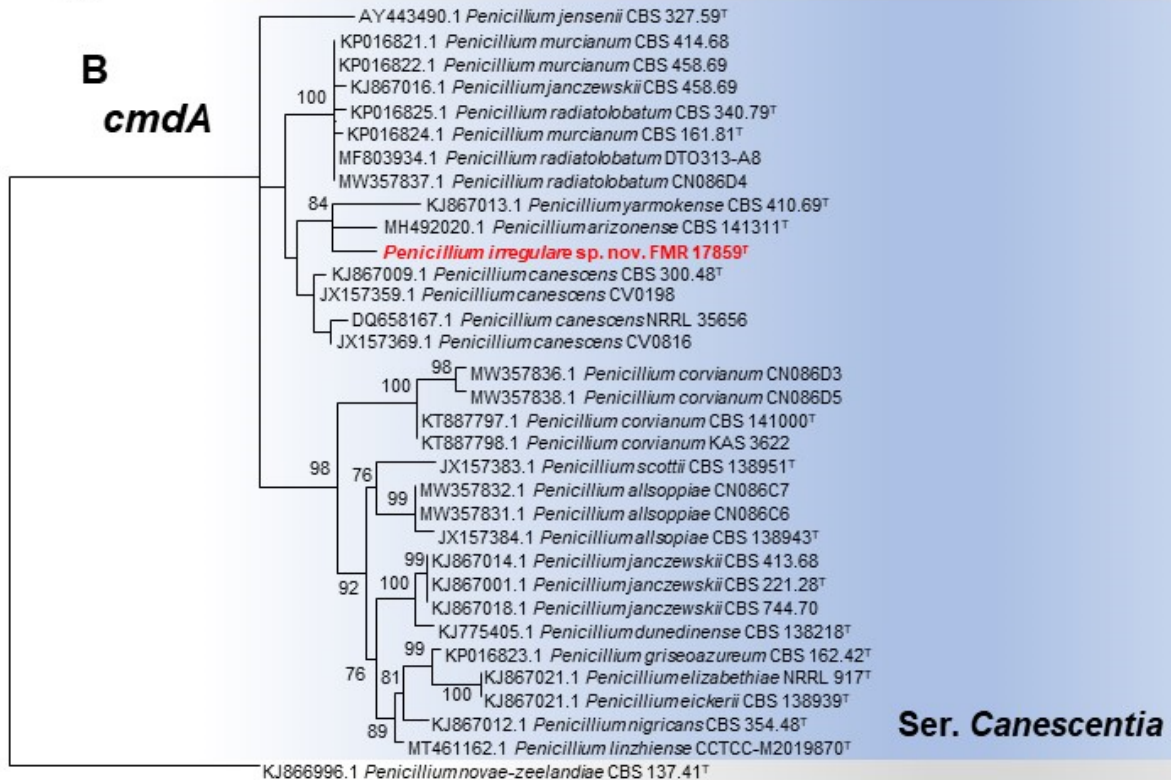 AY443490.1 Penicillium jensenii CBS 327.59ᵀ
B
cmdA
KP016821.1 Penicillium murcianum CBS 414.68
KP016822.1 Penicillium murcianum CBS 458.69
KJ867016.1 Penicillium janczewskii CBS 458.69
100
KP016825.1 Penicillium radiatolobatum CBS 340.79ᵀ
KP016824.1 Penicillium murcianum CBS 161.81ᵀ
MF803934.1 Penicillium radiatolobatum DTO313-A8
MW357837.1 Penicillium radiatolobatum CN086D4
84
KJ867013.1 Penicillium yarmokense CBS 410.69ᵀ
MH492020.1 Penicillium arizonense CBS 141311ᵀ
Penicillium irregulare sp. nov. FMR 17859ᵀ
KJ867009.1 Penicillium canescens CBS 300.48ᵀ
JX157359.1 Penicillium canescens CV0198
DQ658167.1 Penicillium canescens NRRL 35656
JX157369.1 Penicillium canescens CV0816
98
MW357836.1 Penicillium corvianum CN086D3
100
MW357838.1 Penicillium corvianum CN086D5
KT887797.1 Penicillium corvianum CBS 141000ᵀ
KT887798.1 Penicillium corvianum KAS 3622
98
76
JX157383.1 Penicillium scottii CBS 138951ᵀ
MW357832.1 Penicillium allsoppiae CN086C7
99
MW357831.1 Penicillium allsoppiae CN086C6
JX157384.1 Penicillium allsopiae CBS 138943ᵀ
99
KJ867014.1 Penicillium janczewskii CBS 413.68
92
100
KJ867001.1 Penicillium janczewskii CBS 221.28ᵀ
KJ867018.1 Penicillium janczewskii CBS 744.70
KJ775405.1 Penicillium dunedinense CBS 138218ᵀ
99
KP016823.1 Penicillium griseoazureum CBS 162.42ᵀ
76
81
KJ867021.1 Penicillium elizabethiae NRRL 917ᵀ
100
KJ867021.1 Penicillium eickerii CBS 138939ᵀ
KJ867012.1 Penicillium nigricans CBS 354.48ᵀ
89
Ser. Canescentia
MT461162.1 Penicillium linzhiense CCTCC-M2019870ᵀ
KJ866996.1 Penicillium novae-zeelandiae CBS 137.41ᵀ